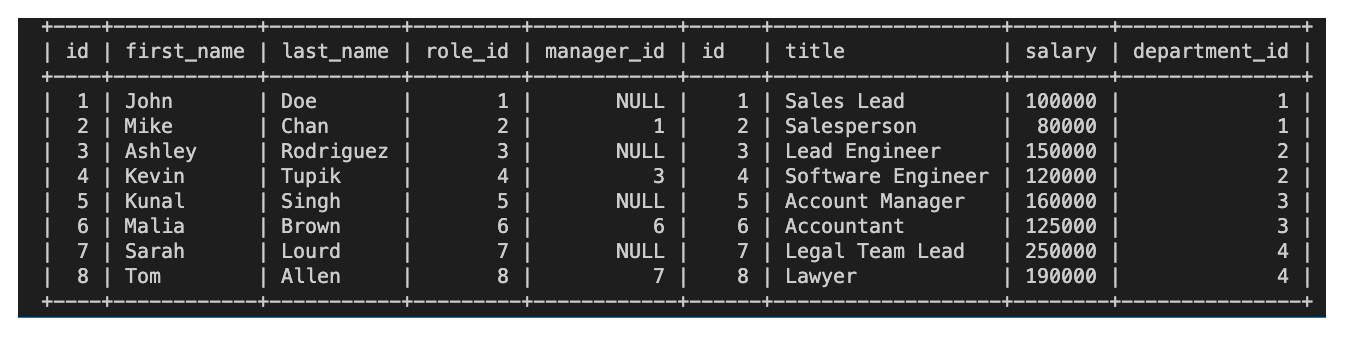 +----+------------+-----------+---------+------------+------+-------------------+--------+---------------+
| id | first_name | last_name | role_id | manager_id | id   | title             | salary | department_id |
+----+------------+-----------+---------+------------+------+-------------------+--------+---------------+
|  1 | John       | Doe       |       1 |       NULL |    1 | Sales Lead        | 100000 |             1 |
|  2 | Mike       | Chan      |       2 |          1 |    2 | Salesperson       |  80000 |             1 |
|  3 | Ashley     | Rodriguez |       3 |       NULL |    3 | Lead Engineer     | 150000 |             2 |
|  4 | Kevin      | Tupik     |       4 |          3 |    4 | Software Engineer | 120000 |             2 |
|  5 | Kunal      | Singh     |       5 |       NULL |    5 | Account Manager   | 160000 |             3 |
|  6 | Malia      | Brown     |       6 |          6 |    6 | Accountant        | 125000 |             3 |
|  7 | Sarah      | Lourd     |       7 |       NULL |    7 | Legal Team Lead   | 250000 |             4 |
|  8 | Tom        | Allen     |       8 |          7 |    8 | Lawyer            | 190000 |             4 |
+----+------------+-----------+---------+------------+------+-------------------+--------+---------------+